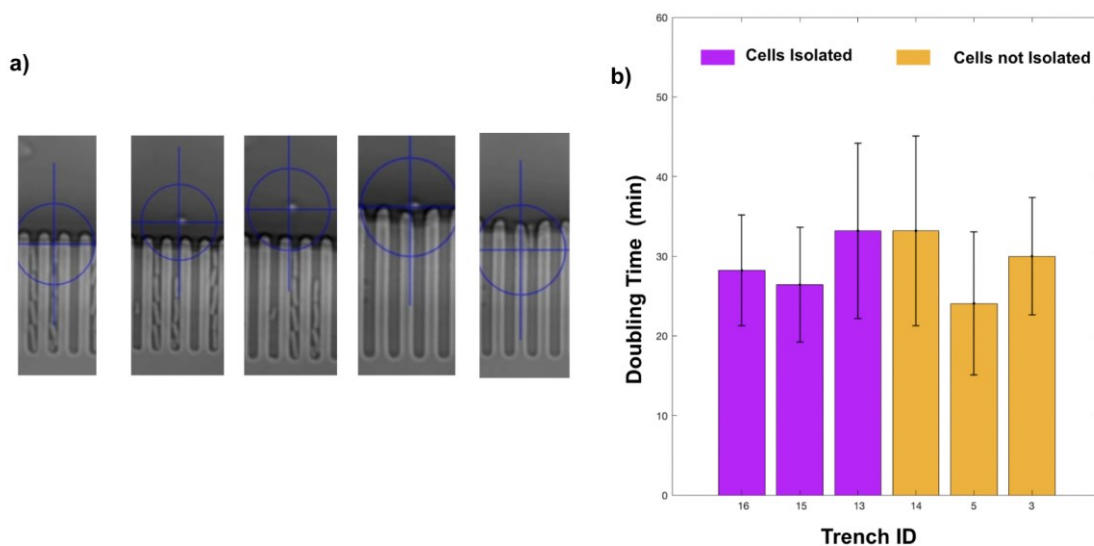 a)
b)
Cells Isolated
Cells not Isolated
Doubling Time (min)
60
50
40
30
20
10
0
16 15 13 14 5 3
Trench ID